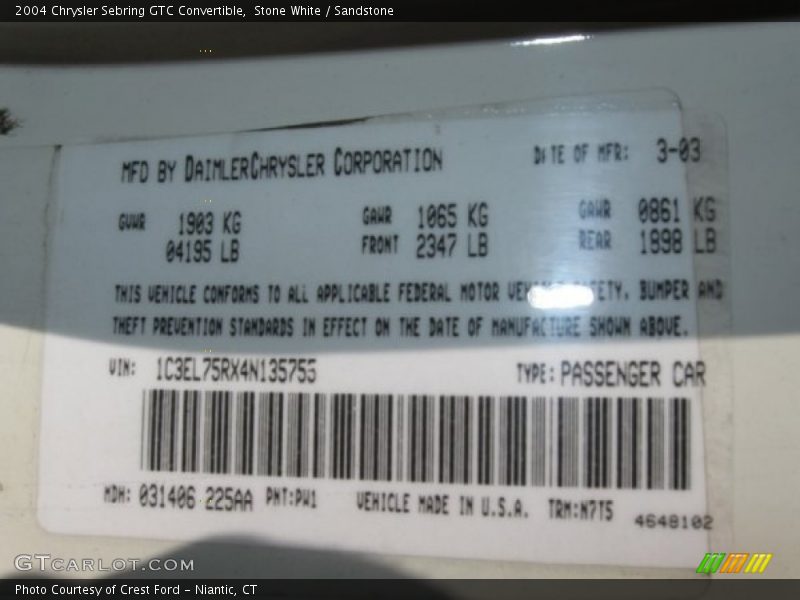 2004 Chrysler Sebring GTC Convertible,  Stone White / Sandstone
MFD BY DAIMLERCHRYSLER CORPORATION DATE OF MFR: 3-03
GVWR 1903 KG GAWR 1065 KG GAWR 0861 KG
04195 LB FRONT 2347 LB REAR 1898 LB
THIS VEHICLE CONFORMS TO ALL APPLICABLE FEDERAL MOTOR BUMPER AND
THEFT PREVENTION STANDARDS IN EFFECT ON THE DATE OF MANUFACTURE SHOWN ABOVE.
VIN: 1C3EL75RX4N135755 TYPE: PASSENGER CAR
MDH: 031406 225AA PNT:PW1 VEHICLE MADE IN U.S.A. TRM:N7T5
4648102
GTCARLOT.COM
Photo Courtesy of Crest Ford - Niantic, CT